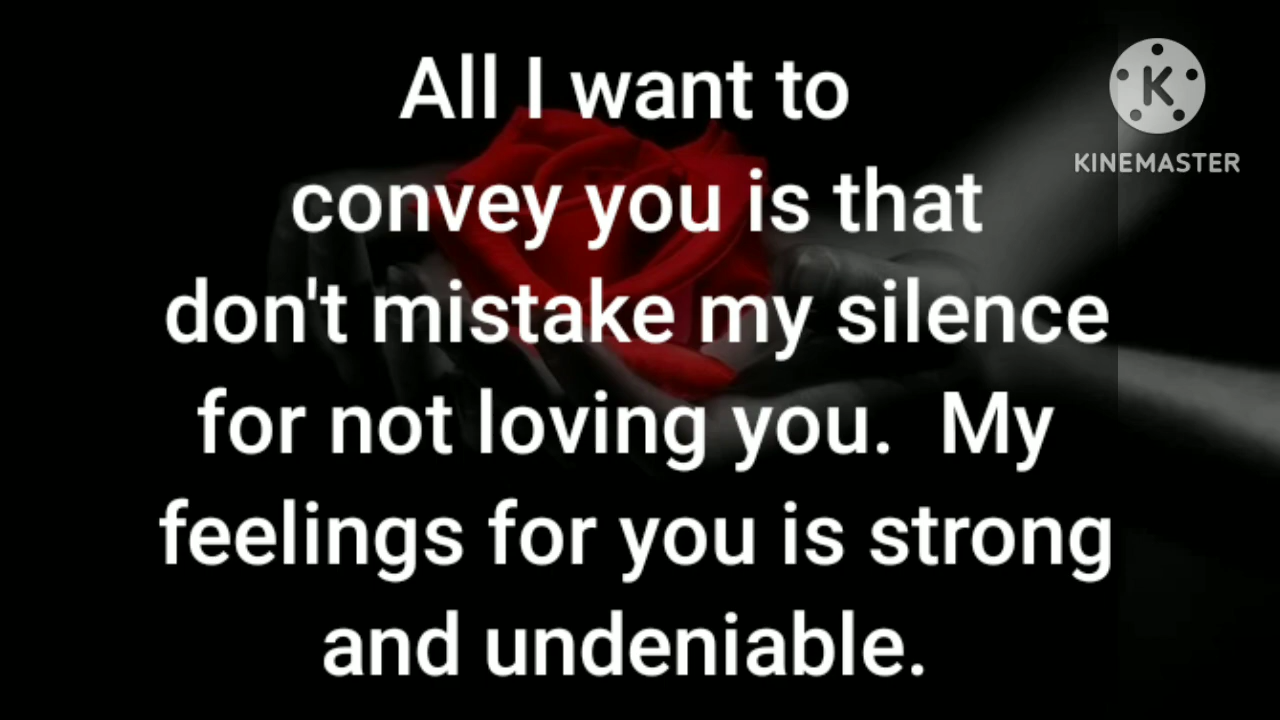 All I want to
convey you is that
don't mistake my silence
for not loving you.  My
feelings for you is strong
and undeniable.
K
KINEMASTER